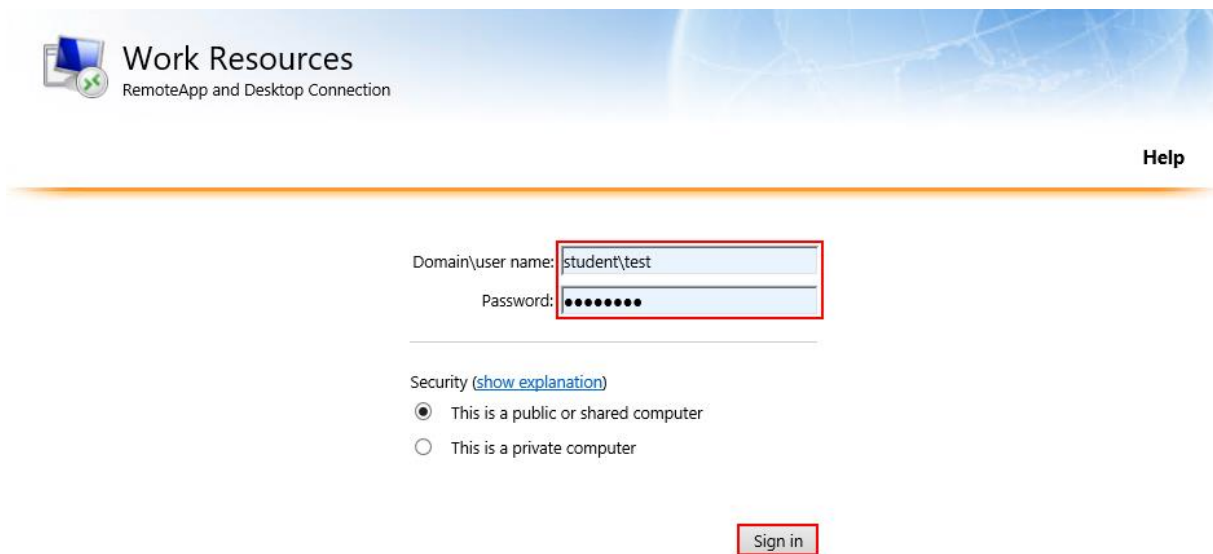 Work Resources
RemoteApp and Desktop Connection
Help
Domain\user name: student\test
Password: ●●●●●●●●
Security (show explanation)
This is a public or shared computer
This is a private computer
Sign in